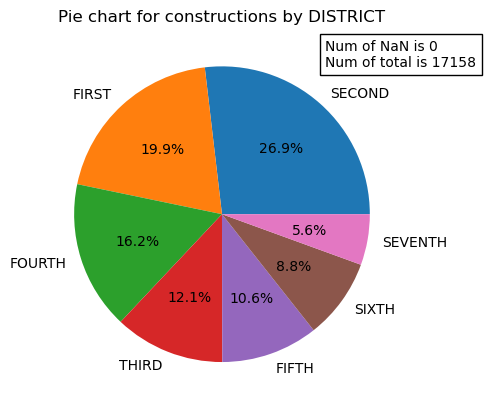 Pie chart for constructions by DISTRICT
Num of NaN is 0
Num of total is 17158
SECOND
FIRST
19.9%
26.9%
FOURTH
16.2%
5.6%
SEVENTH
8.8%
12.1%
10.6%
SIXTH
THIRD
FIFTH